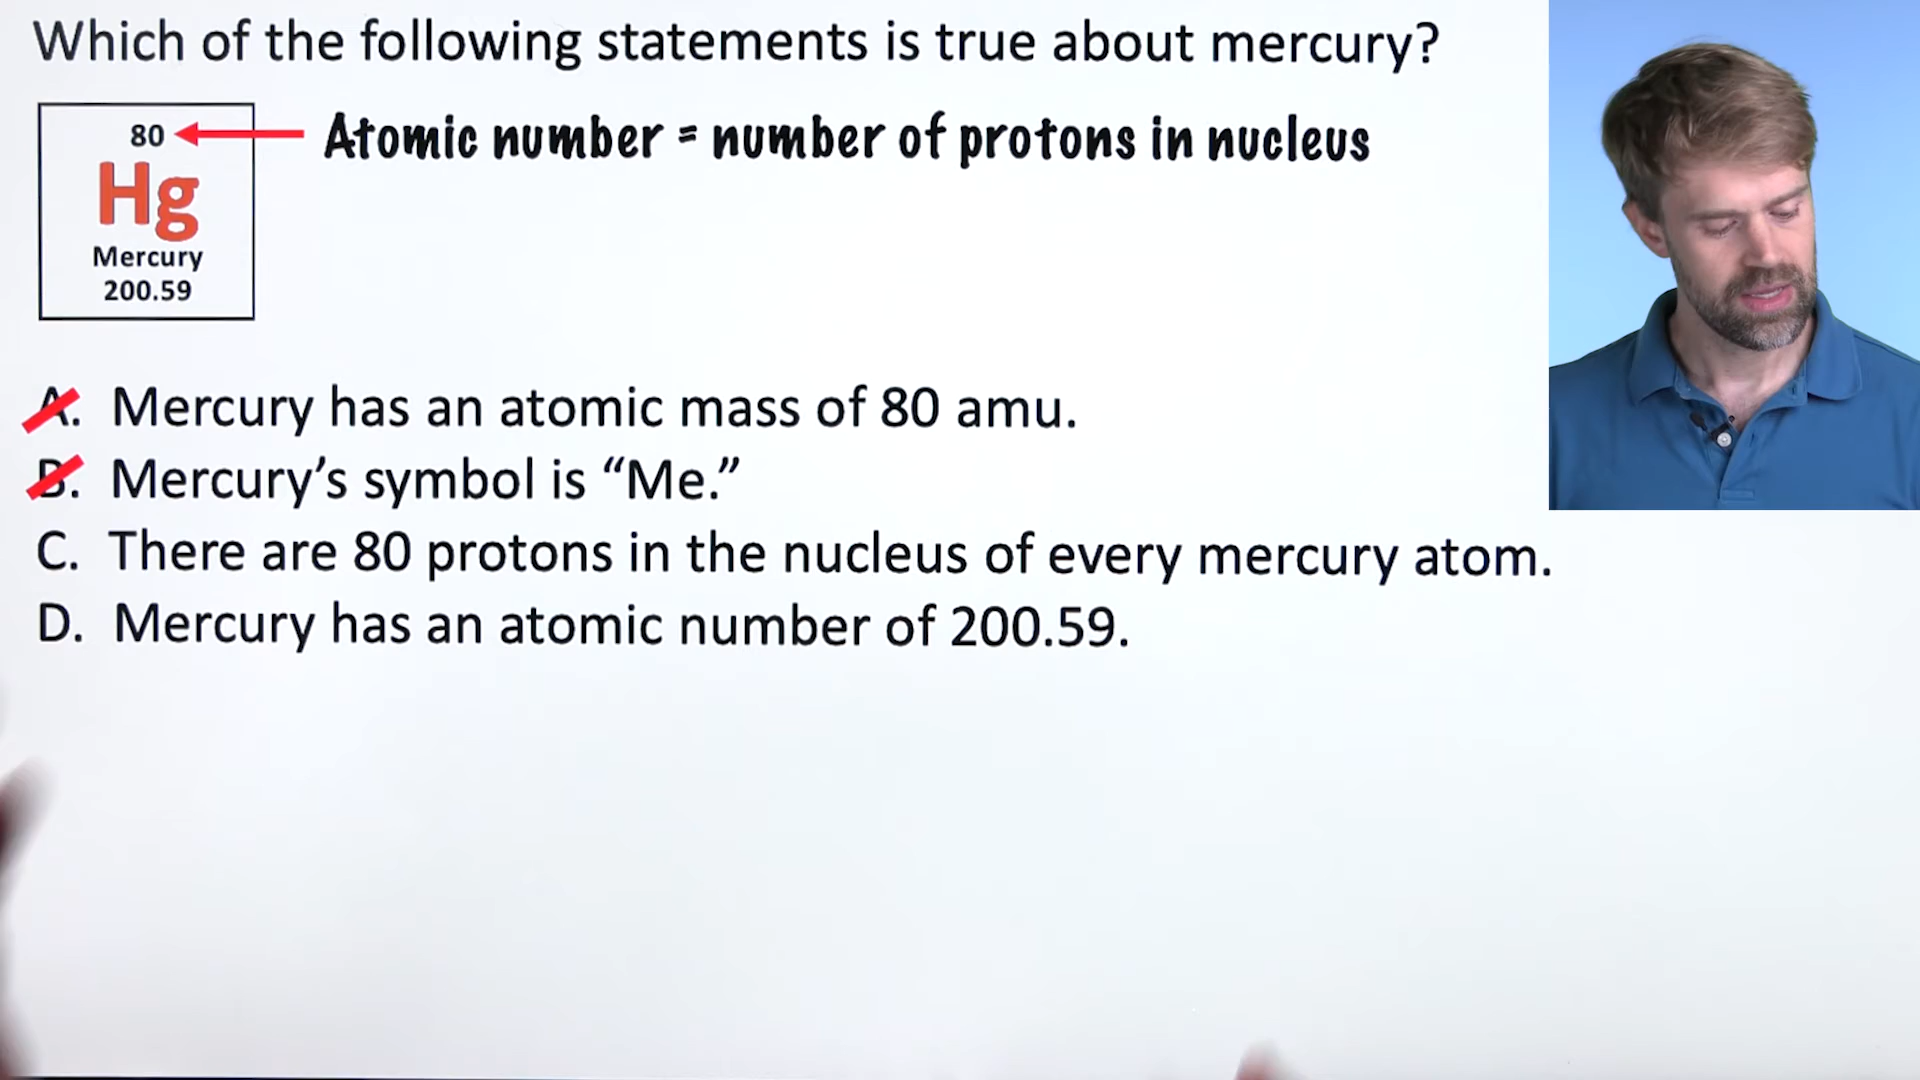 Which of the following statements is true about mercury?
80
Atomic number = number of protons in nucleus
Hg
Mercury
200.59
A. Mercury has an atomic mass of 80 amu.
B. Mercury’s symbol is “Me.”
C. There are 80 protons in the nucleus of every mercury atom.
D. Mercury has an atomic number of 200.59.